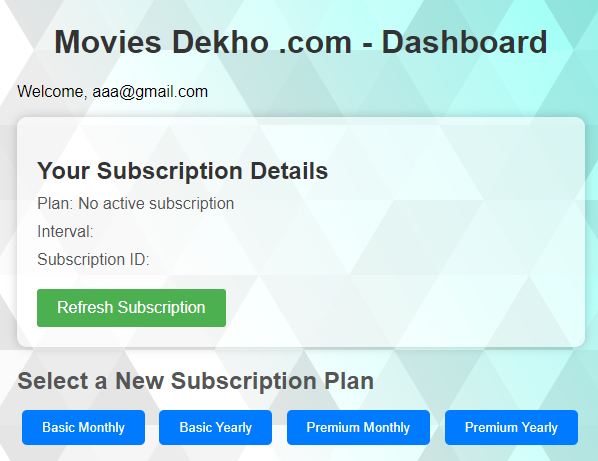 Movies Dekho .com - Dashboard
Welcome, aaa@gmail.com
Your Subscription Details
Plan: No active subscription
Interval:
Subscription ID:
Refresh Subscription
Select a New Subscription Plan
Basic Monthly Basic Yearly Premium Monthly Premium Yearly